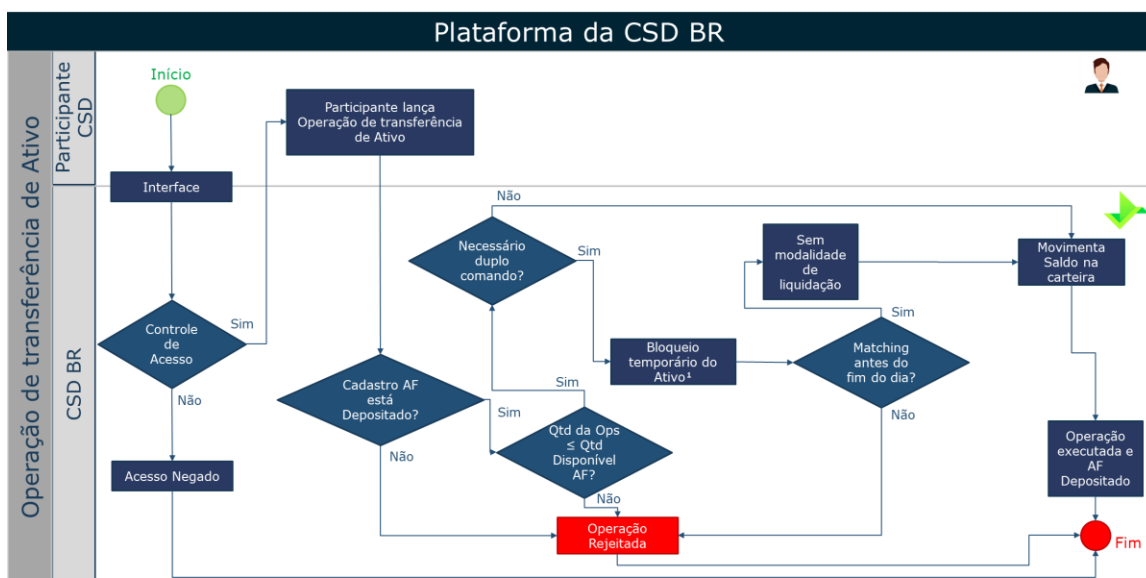 Plataforma da CSD BR
Operação de transferência de Ativo
Participante
CSD
CSD BR
Início
Participante lança
Operação de transferência
de Ativo
Interface
Controle
de
Acesso
Sim
Não
Acesso Negado
Cadastro AF
está
Depositado?
Sim
Não
Qtd da Ops
≤ Qtd
Disponível
AF?
Sim
Não
Necessário
duplo
comando?
Não
Sim
Bloqueio
temporário do
Ativo¹
Matching
antes do
fim do dia?
Sim
Não
Sem
modalidade
de
liquidação
Movimenta
Saldo na
carteira
Operação
executada e
AF
Depositado
Operação
Rejeitada
Fim